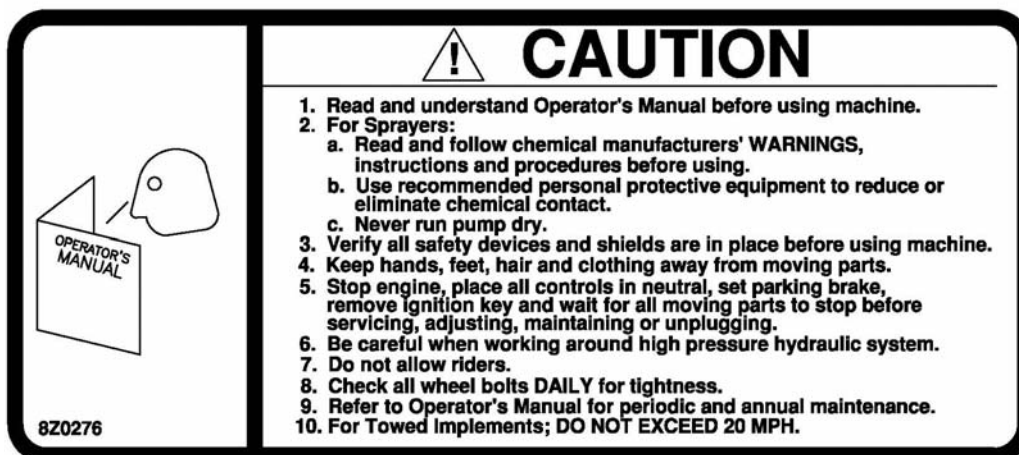 OPERATOR'S
MANUAL
8Z0276
! CAUTION
1. Read and understand Operator's Manual before using machine.
2. For Sprayers:
a. Read and follow chemical manufacturers' WARNINGS,
instructions and procedures before using.
b. Use recommended personal protective equipment to reduce or
eliminate chemical contact.
c. Never run pump dry.
3. Verify all safety devices and shields are in place before using machine.
4. Keep hands, feet, hair and clothing away from moving parts.
5. Stop engine, place all controls in neutral, set parking brake,
remove ignition key and wait for all moving parts to stop before
servicing, adjusting, maintaining or unplugging.
6. Be careful when working around high pressure hydraulic system.
7. Do not allow riders.
8. Check all wheel bolts DAILY for tightness.
9. Refer to Operator's Manual for periodic and annual maintenance.
10. For Towed Implements; DO NOT EXCEED 20 MPH.